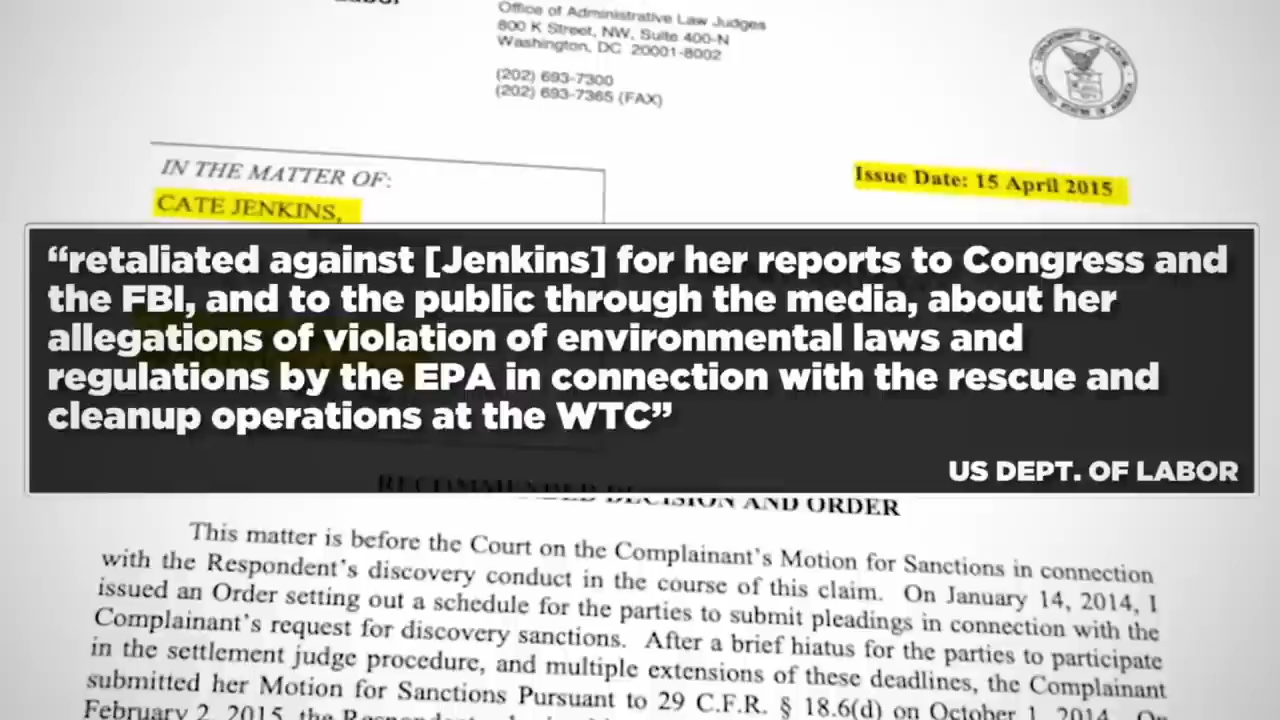 Office of Administrative Law Judges
800 K Street, NW, Suite 400-N
Washington, DC 20001-8002
(202) 693-7300
(202) 693-7365 (FAX)
IN THE MATTER OF:
Issue Date: 15 April 2015
CATE JENKINS,
“retaliated against [Jenkins] for her reports to Congress and
the FBI, and to the public through the media, about her
allegations of violation of environmental laws and
regulations by the EPA in connection with the rescue and
cleanup operations at the WTC”
US DEPT. OF LABOR
RECOMMENDED DECISION AND ORDER
This matter is before the Court on the Complainant's Motion for Sanctions in connection
with the Respondent's discovery conduct in the course of this claim. On January 14, 2014, I
issued an Order setting out a schedule for the parties to submit pleadings in connection with the
Complainant's request for discovery sanctions. After a brief hiatus for the parties to participate
in the settlement judge procedure, and multiple extensions of these deadlines, the Complainant
submitted her Motion for Sanctions Pursuant to 29 C.F.R. § 18.6(d) on October 1, 2014. On
February 2, 2015, the